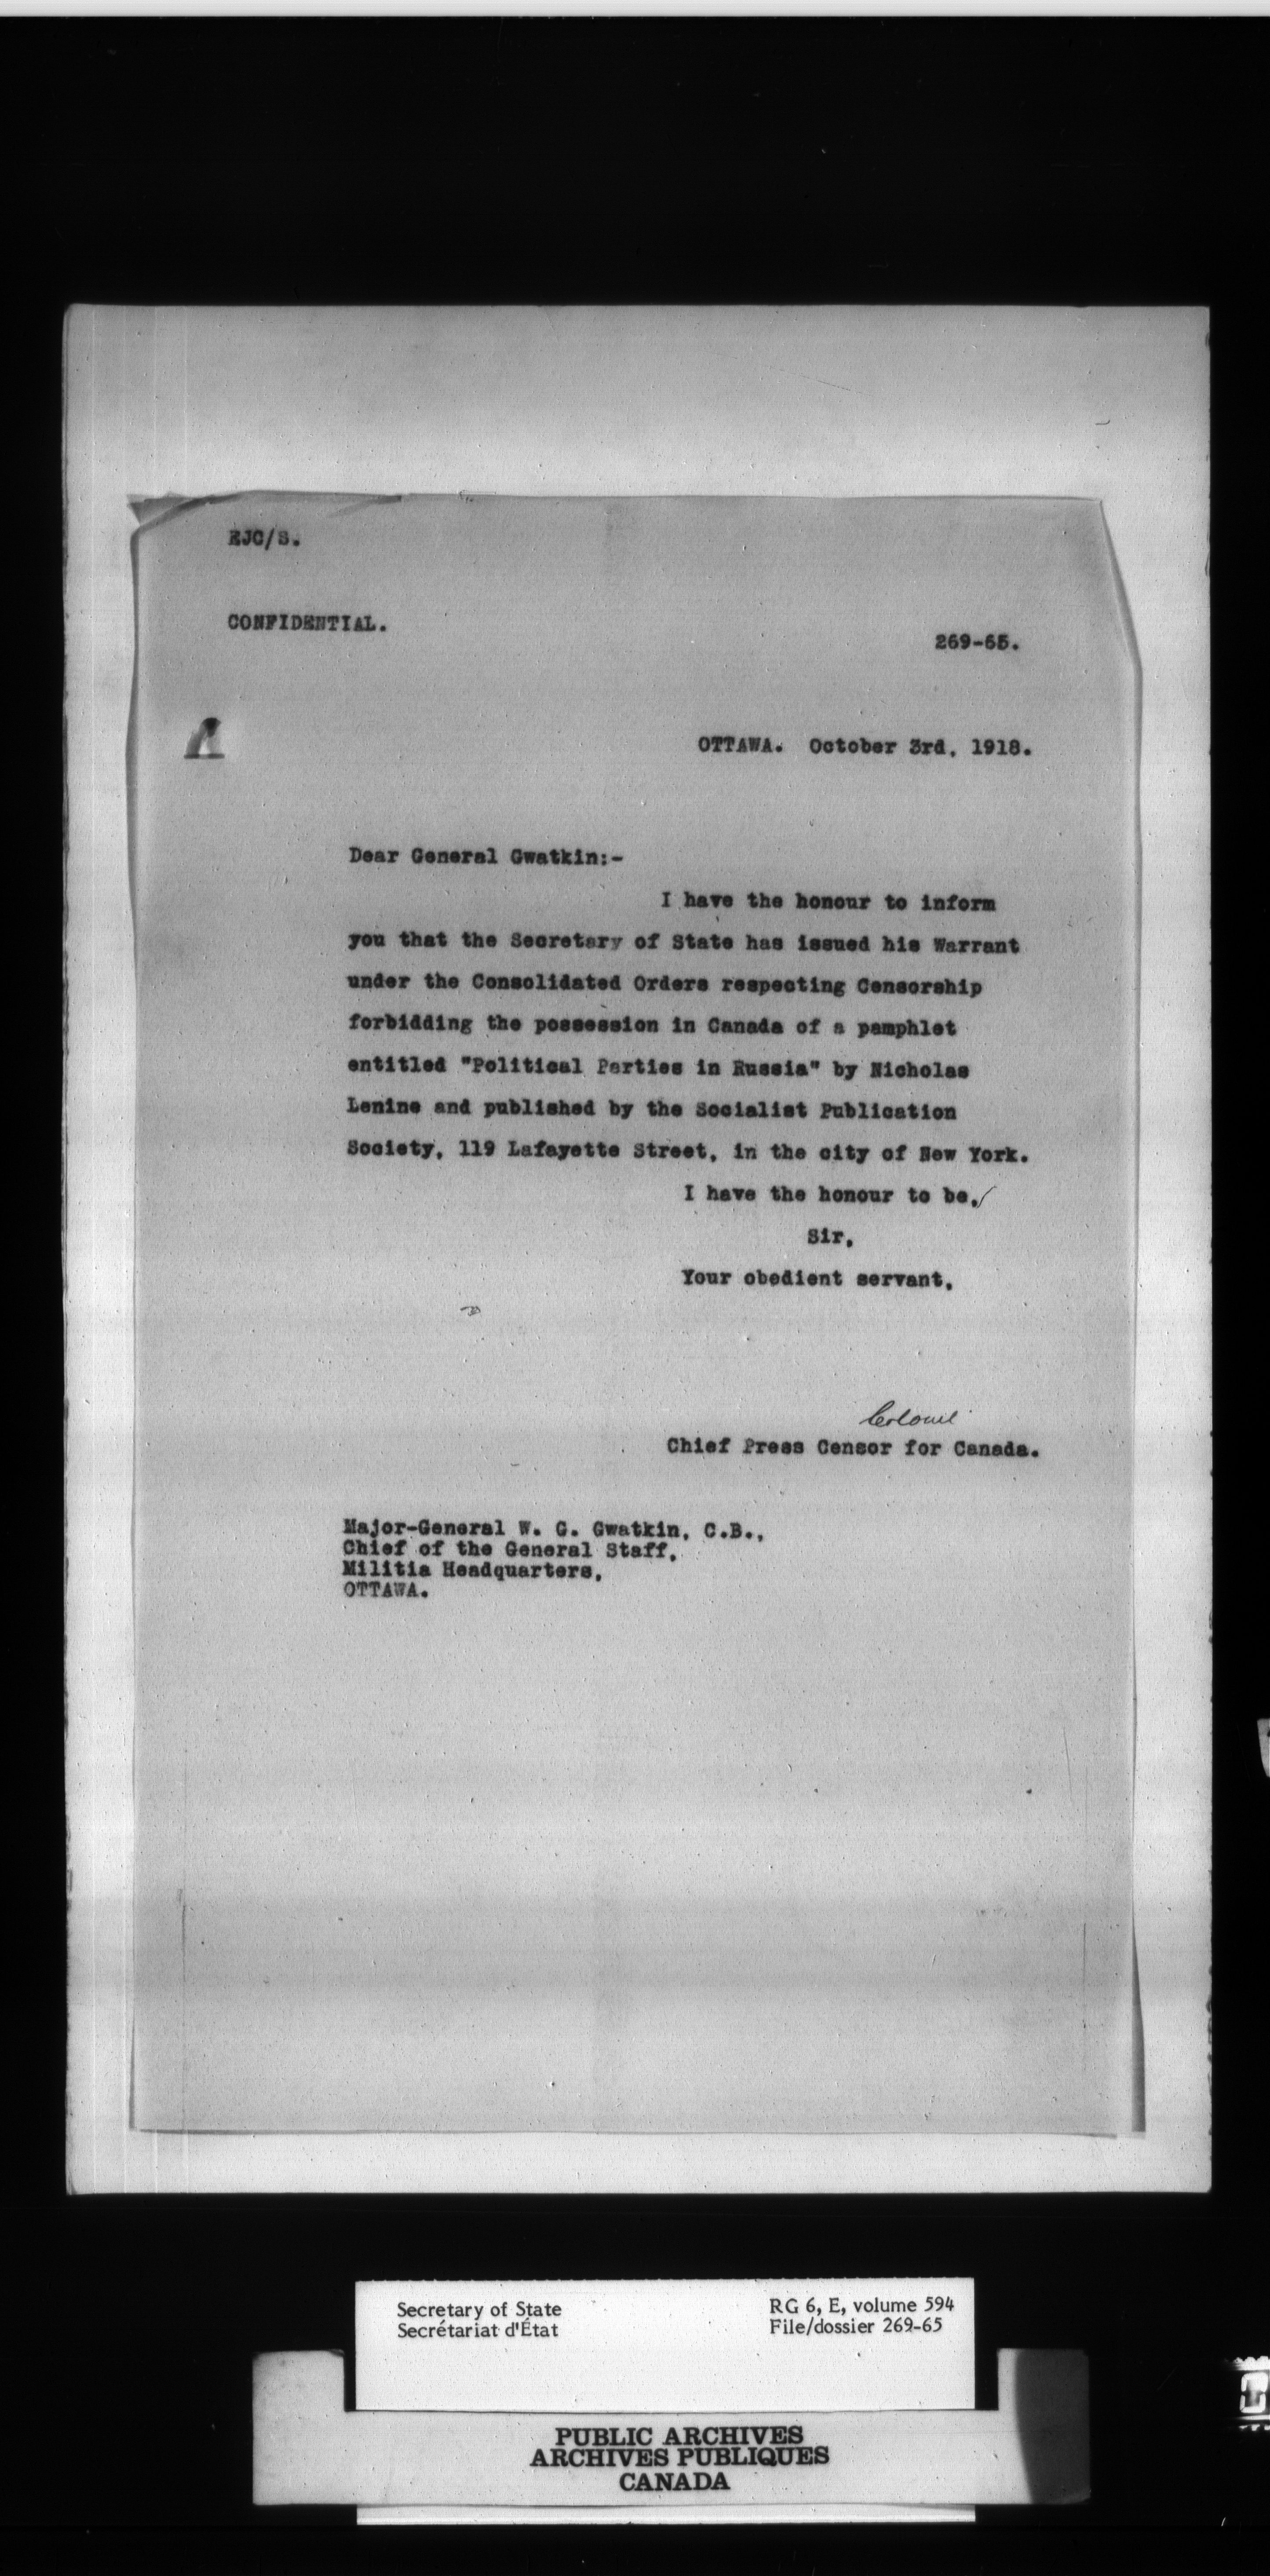 EJC/S.
CONFIDENTIAL.
269-65.
OTTAWA. October 3rd, 1918.
Dear General Gwatkin:-
I have the honour to inform
you that the Secretary of State has issued his Warrant
under the Consolidated Orders respecting Censorship
forbidding the possession in Canada of a pamphlet
entitled "Political Parties in Russia" by Nicholas
Lenine and published by the Socialist Publication
Society, 119 Lafayette Street, in the city of New York.
I have the honour to be,
Sir,
Your obedient servant,
Colonel
Chief Press Censor for Canada.
Major-General W. G. Gwatkin, C.B.,
Chief of the General Staff,
Militia Headquarters,
OTTAWA.
Secretary of State
Secrétariat d'État
RG 6, E, volume 594
File/dossier 269-65
PUBLIC ARCHIVES
ARCHIVES PUBLIQUES
CANADA